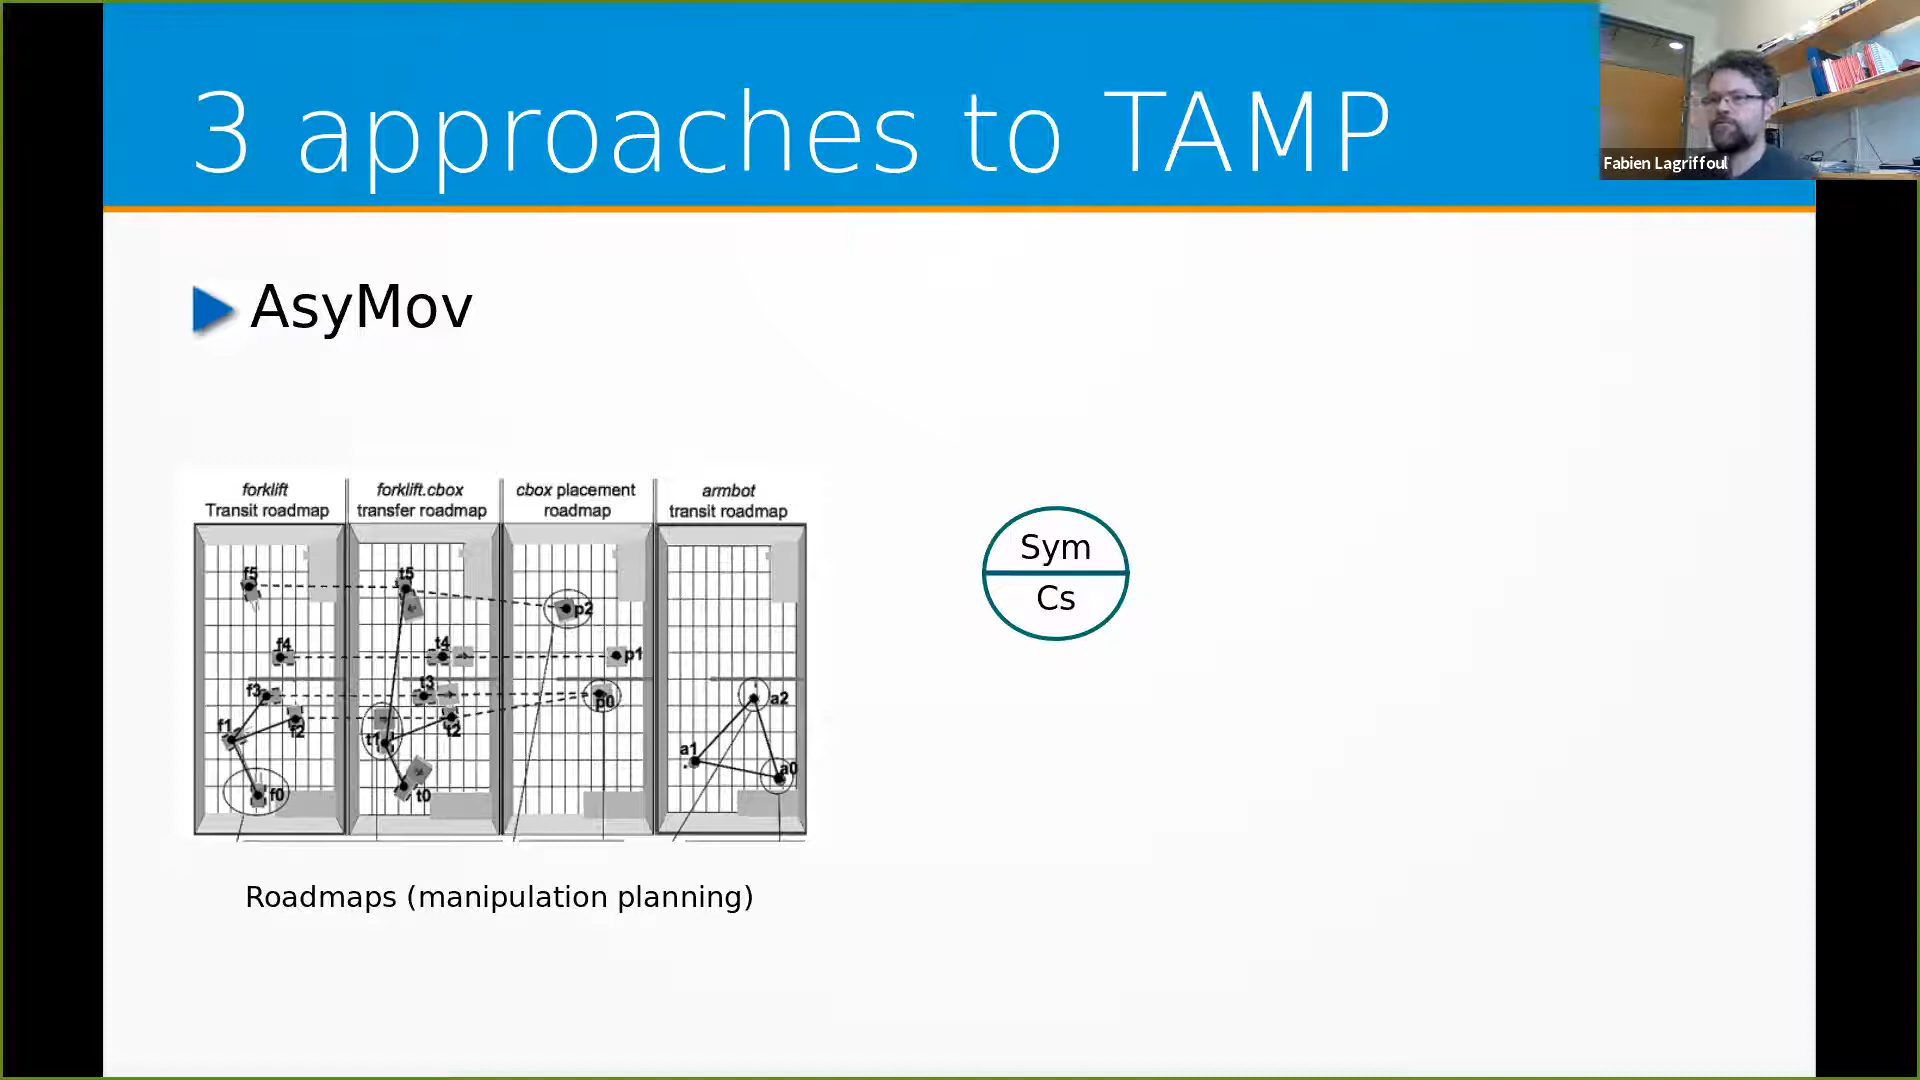 3 approaches to TAMP
Fabien Lagriffoul
AsyMov
forklift
Transit roadmap
forklift.cbox
transfer roadmap
cbox placement
roadmap
armbot
transit roadmap
f5
t5
p2
f4
t4
p1
f3
t3
p0
a2
f1
f2
t1
t2
a1
a0
f0
t0
Sym
Cs
Roadmaps (manipulation planning)